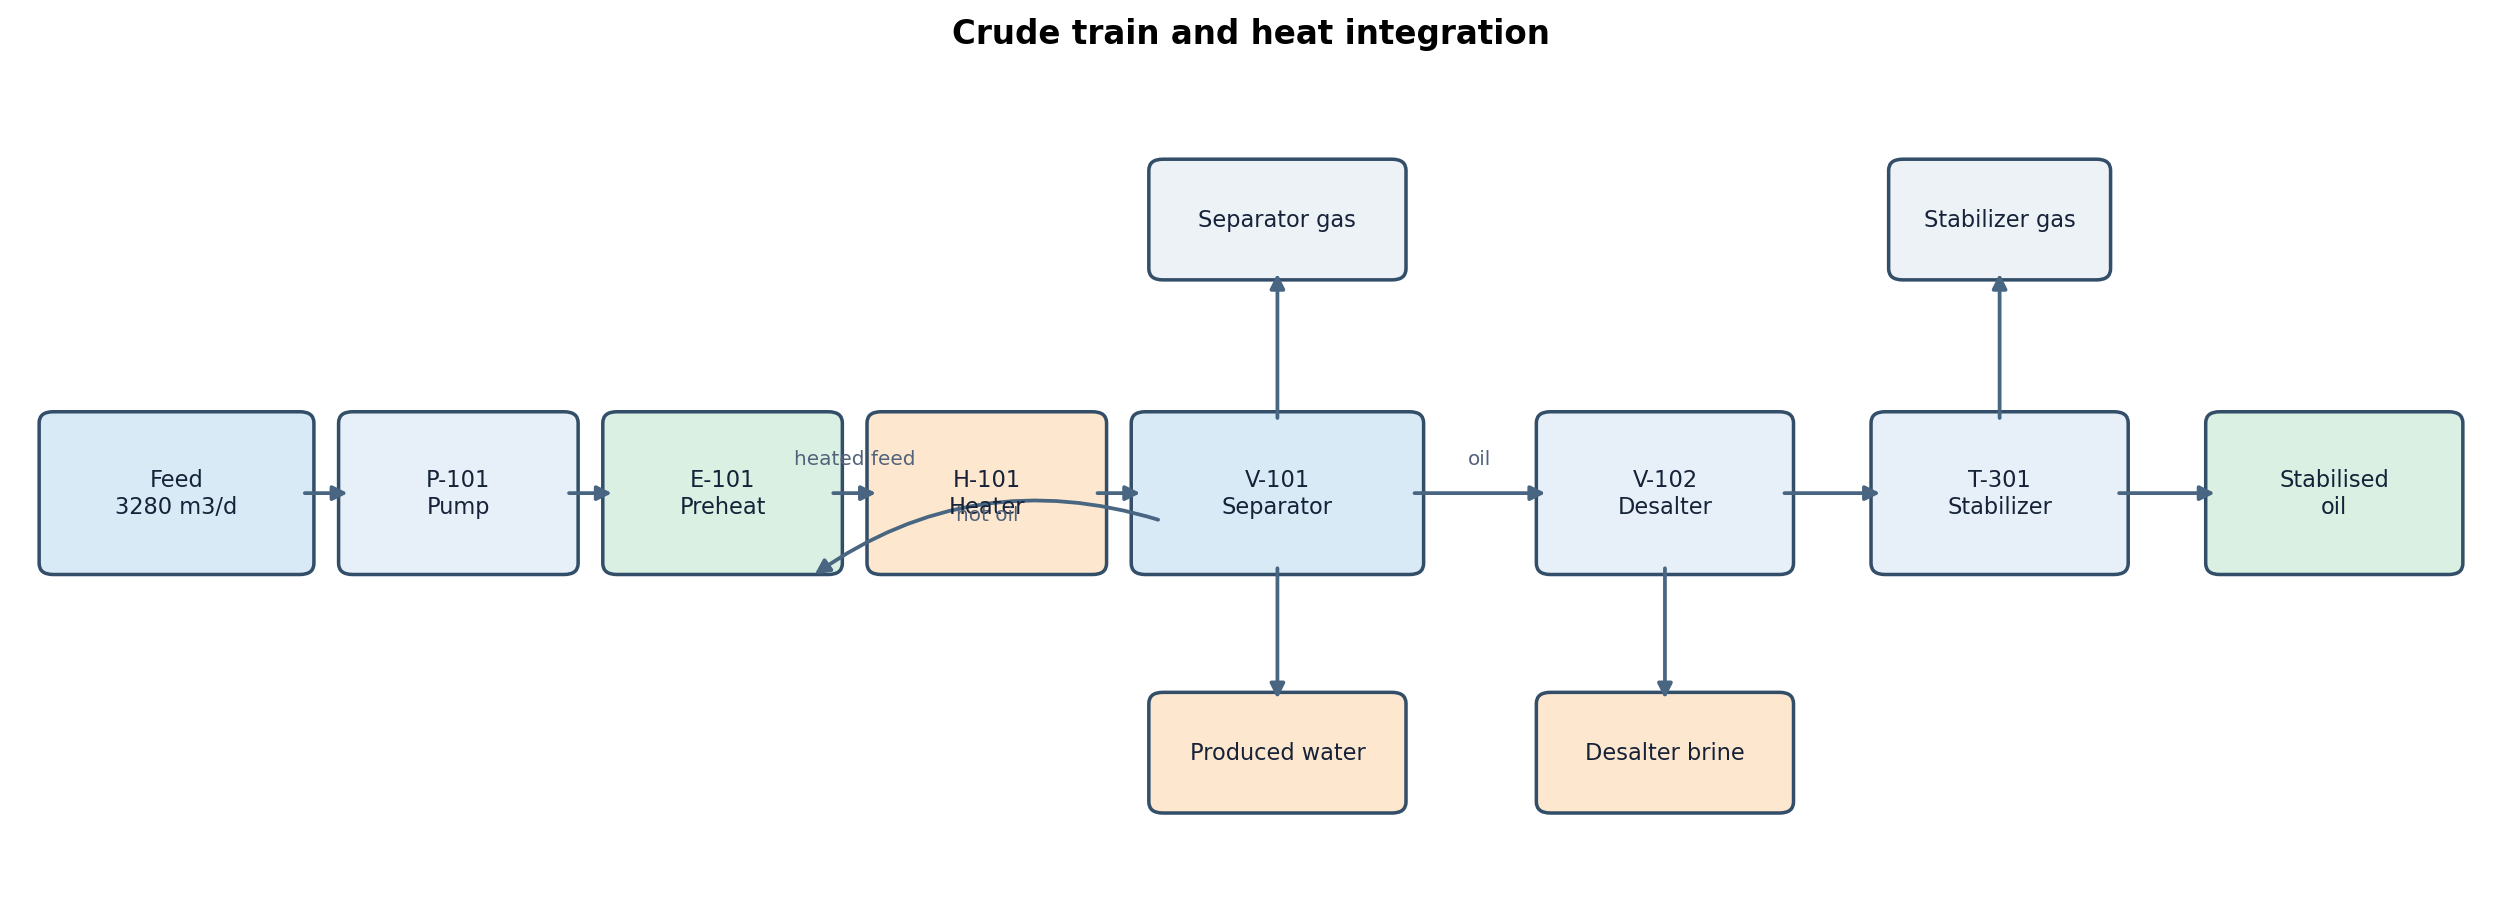 Crude train and heat integration
Separator gas
Stabilizer gas
Feed
3280 m3/d
P-101
Pump
E-101
Preheat
heated feed
H-101
Heater
hot oil
V-101
Separator
oil
V-102
Desalter
T-301
Stabilizer
Stabilised
oil
Produced water
Desalter brine